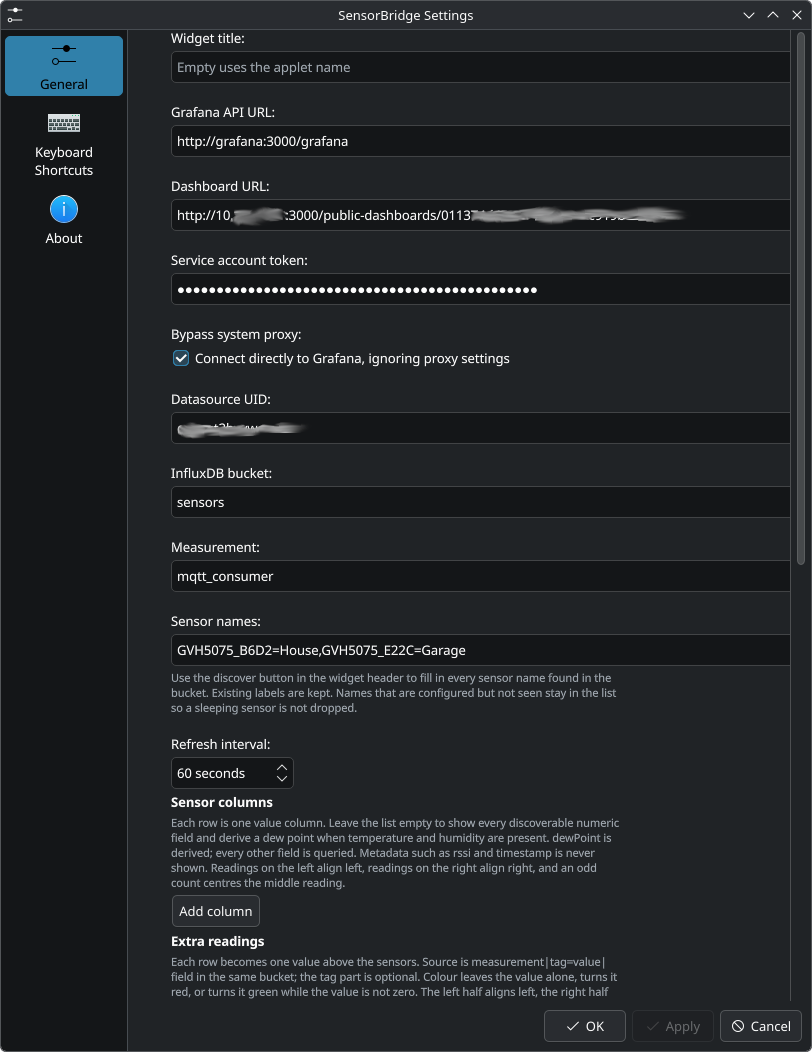 SensorBridge Settings
General
Keyboard
Shortcuts
About
Widget title:
Empty uses the applet name
Grafana API URL:
http://grafana:3000/grafana
Dashboard URL:
http://10. :3000/public-dashboards/0113
Service account token:
●●●●●●●●●●●●●●●●●●●●●●●●●●●●●●●●●●●●●●●●●●●●●●
Bypass system proxy:
Connect directly to Grafana, ignoring proxy settings
Datasource UID:
InfluxDB bucket:
sensors
Measurement:
mqtt_consumer
Sensor names:
GVH5075_B6D2=House,GVH5075_E22C=Garage
Use the discover button in the widget header to fill in every sensor name found in the
bucket. Existing labels are kept. Names that are configured but not seen stay in the list
so a sleeping sensor is not dropped.
Refresh interval:
60 seconds
Sensor columns
Each row is one value column. Leave the list empty to show every discoverable numeric
field and derive a dew point when temperature and humidity are present. dewPoint is
derived; every other field is queried. Metadata such as rssi and timestamp is never
shown. Readings on the left align left, readings on the right align right, and an odd
count centres the middle reading.
Add column
Extra readings
Each row becomes one value above the sensors. Source is measurement|tag=value|
field in the same bucket; the tag part is optional. Colour leaves the value alone, turns it
red, or turns it green while the value is not zero. The left half aligns left, the right half
OK
Apply
Cancel